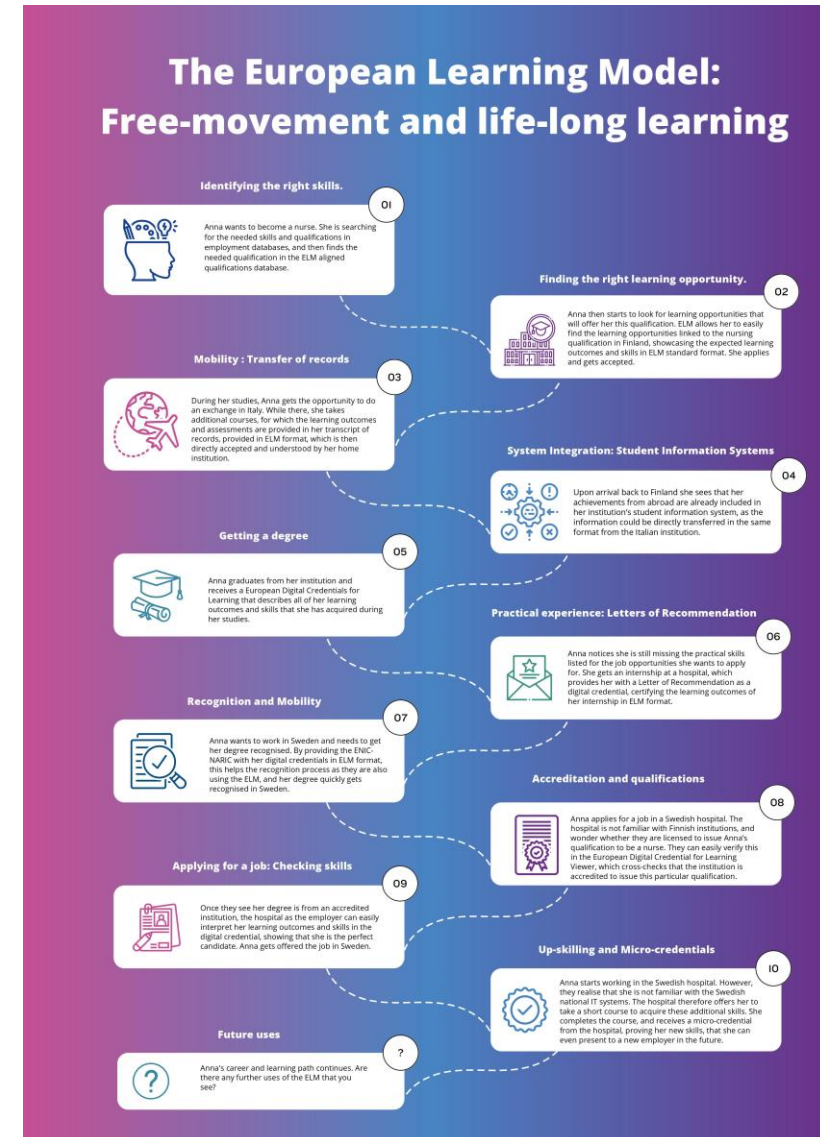 The European Learning Model:
Free-movement and life-long learning
Identifying the right skills.
01
Anna wants to become a nurse. She is searching
for the needed skills and qualifications in
employment databases, and then finds the
needed qualification in the ELM aligned
qualifications database.
Finding the right learning opportunity.
02
Anna then starts to look for learning opportunities that
will offer her this qualification. ELM allows her to easily
find the learning opportunities linked to the nursing
qualification in Finland, showcasing the expected learning
outcomes and skills in ELM standard format. She applies
and gets accepted.
Mobility : Transfer of records
03
During her studies, Anna gets the opportunity to do
an exchange in Italy. While there, she takes
additional courses, for which the learning outcomes
and assessments are provided in her transcript of
records, provided in ELM format, which is then
directly accepted and understood by her home
institution.
System Integration: Student Information Systems
04
Upon arrival back to Finland she sees that her
achievements from abroad are already included in
her institution's student information system, as the
information could be directly transferred in the same
format from the Italian institution.
Getting a degree
05
Anna graduates from her institution and
receives a European Digital Credentials for
Learning that describes all of her learning
outcomes and skills that she has acquired during
her studies.
Practical experience: Letters of Recommendation
06
Anna notices she is still missing the practical skills
listed for the job opportunities she wants to apply
for. She gets an internship at a hospital, which
provides her with a Letter of Recommendation as a
digital credential, certifying the learning outcomes of
her internship in ELM format.
Recognition and Mobility
07
Anna wants to work in Sweden and needs to get
her degree recognised. By providing the ENIC-
NARIC with her digital credentials in ELM format,
this helps the recognition process as they are also
using the ELM, and her degree quickly gets
recognised in Sweden.
Accreditation and qualifications
08
Anna applies for a job in a Swedish hospital. The
hospital is not familiar with Finnish institutions, and
wonder whether they are licensed to issue Anna's
qualification to be a nurse. They can easily verify this
in the European Digital Credential for Learning
Viewer, which cross-checks that the institution is
accredited to issue this particular qualification.
Applying for a job: Checking skills
09
Once they see her degree is from an accredited
institution, the hospital as the employer can easily
interpret her learning outcomes and skills in the
digital credential, showing that she is the perfect
candidate. Anna gets offered the job in Sweden.
Up-skilling and Micro-credentials
10
Anna starts working in the Swedish hospital. However,
they realise that she is not familiar with the Swedish
national IT systems. The hospital therefore offers her to
take a short course to acquire these additional skills. She
completes the course, and receives a micro-credential
from the hospital, proving her new skills, that she can
even present to a new employer in the future.
Future uses
?
Anna's career and learning path continues. Are
there any further uses of the ELM that you
see?